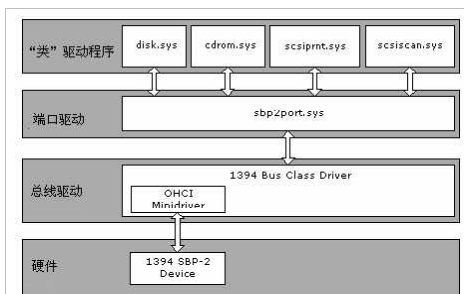 “类”驱动程序
disk.sys
cdrom.sys
scsiprnt.sys
scsiscan.sys
端口驱动
sbp2port.sys
总线驱动
1394 Bus Class Driver
OHCI
Minidriver
硬件
1394 SBP-2
Device